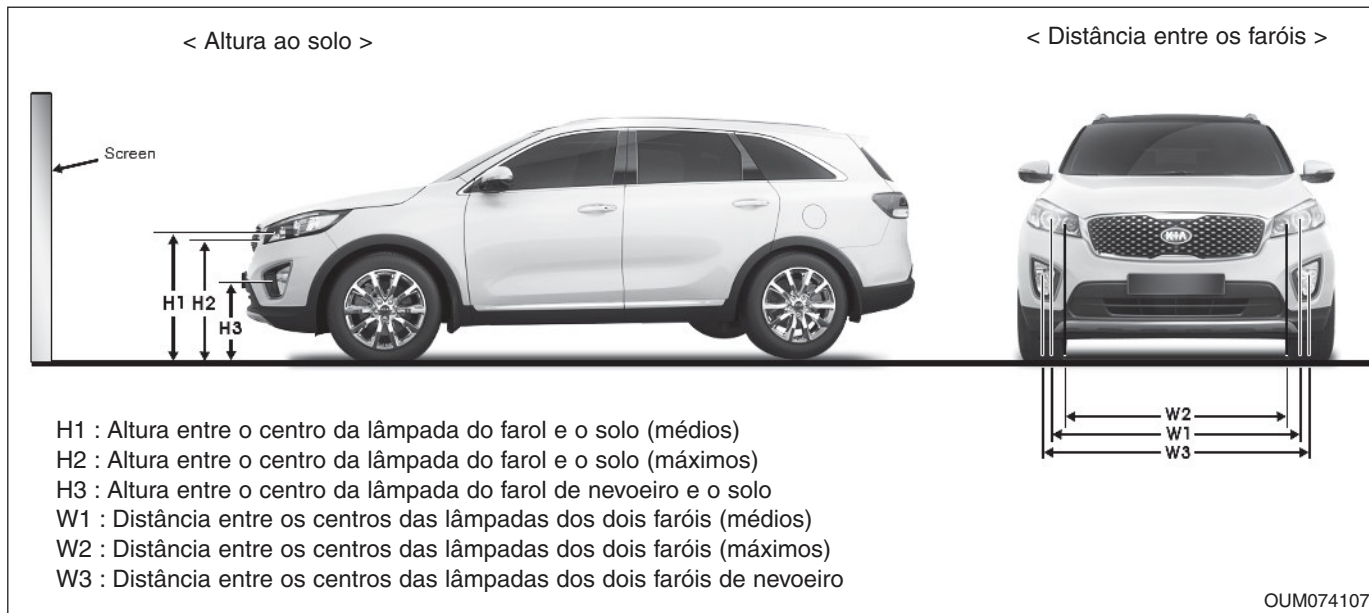 < Altura ao solo >
< Distância entre os faróis >
Screen
KIA
H1
H2
H3
W2
W1
W3
H1 : Altura entre o centro da lâmpada do farol e o solo (médios)
H2 : Altura entre o centro da lâmpada do farol e o solo (máximos)
H3 : Altura entre o centro da lâmpada do farol de nevoeiro e o solo
W1 : Distância entre os centros das lâmpadas dos dois faróis (médios)
W2 : Distância entre os centros das lâmpadas dos dois faróis (máximos)
W3 : Distância entre os centros das lâmpadas dos dois faróis de nevoeiro
OUM074107